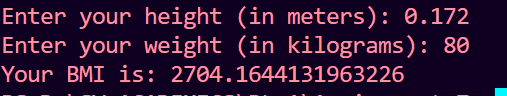 Enter your height (in meters): 0.172
Enter your weight (in kilograms): 80
Your BMI is: 2704.1644131963226